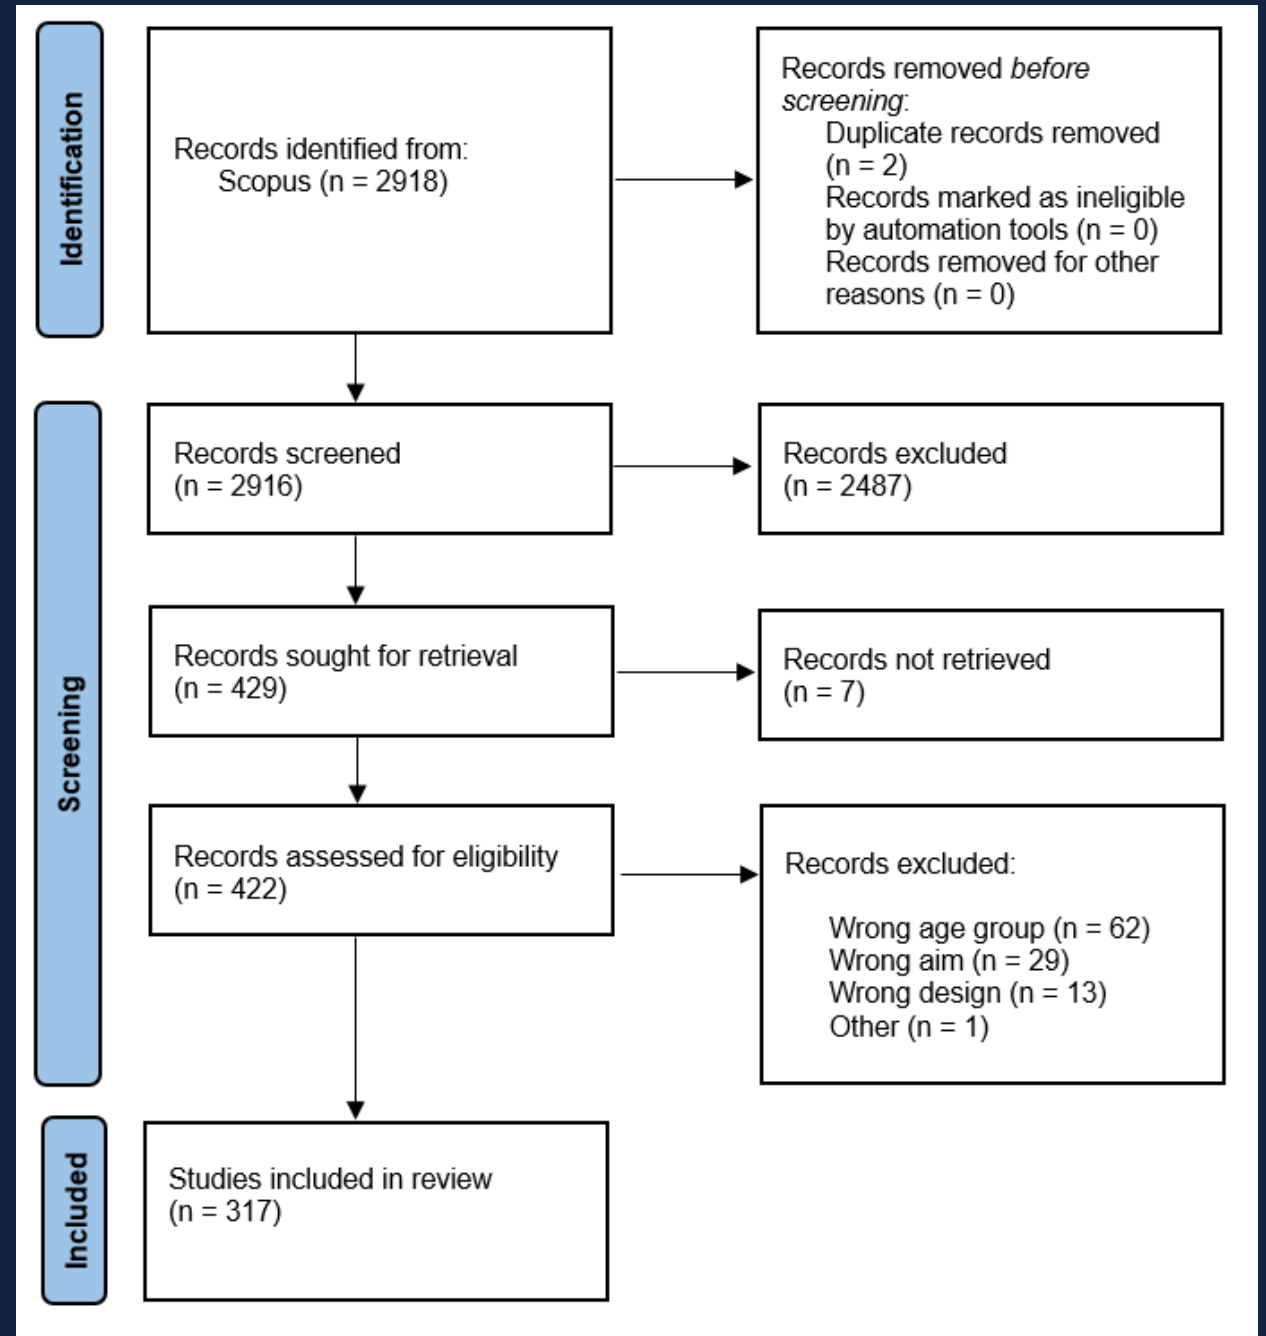 Identification
Records identified from:
Scopus (n = 2918)
Records removed before
screening:
Duplicate records removed
(n = 2)
Records marked as ineligible
by automation tools (n = 0)
Records removed for other
reasons (n = 0)
Screening
Records screened
(n = 2916)
Records excluded
(n = 2487)
Records sought for retrieval
(n = 429)
Records not retrieved
(n = 7)
Records assessed for eligibility
(n = 422)
Records excluded:
Wrong age group (n = 62)
Wrong aim (n = 29)
Wrong design (n = 13)
Other (n = 1)
Included
Studies included in review
(n = 317)